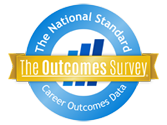 The National Standard
The Outcomes Survey
Career Outcomes Data